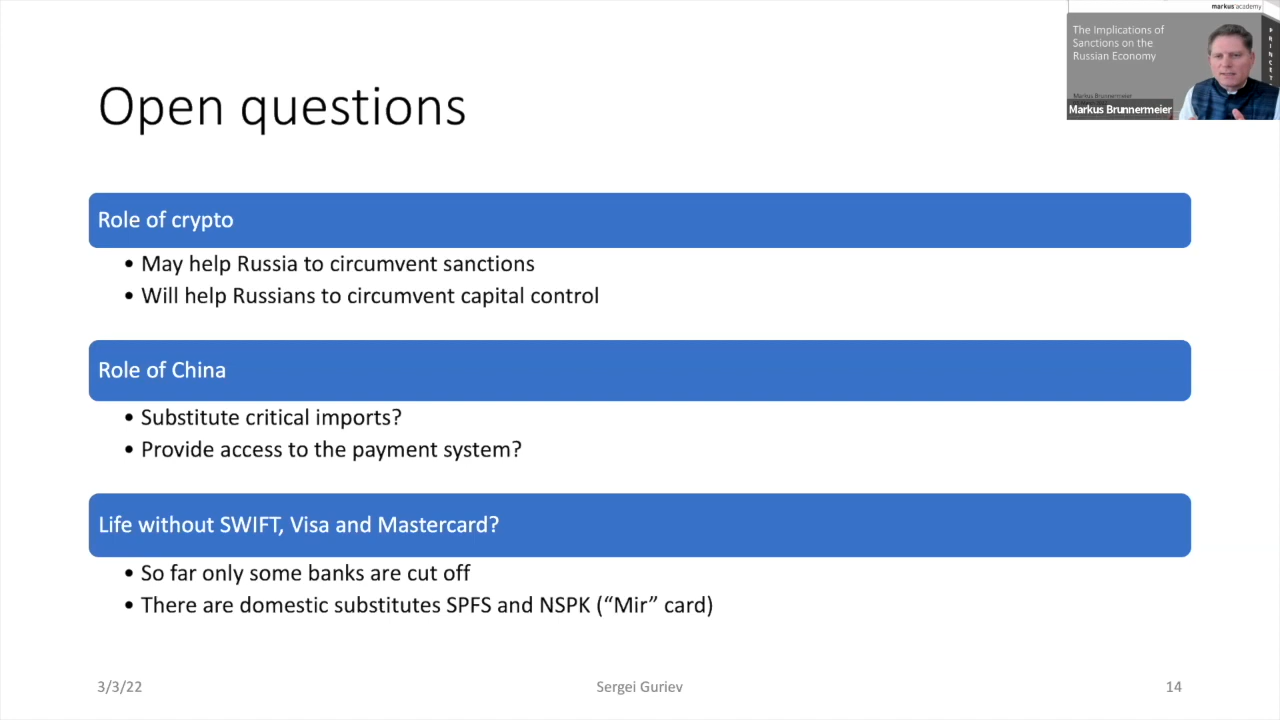 markus'academy
The Implications of
Sanctions on the
Russian Economy
Markus Brunnermeier
Markus Brunnermeier
PRINCET
Open questions
Role of crypto
• May help Russia to circumvent sanctions
• Will help Russians to circumvent capital control
Role of China
• Substitute critical imports?
• Provide access to the payment system?
Life without SWIFT, Visa and Mastercard?
• So far only some banks are cut off
• There are domestic substitutes SPFS and NSPK (“Mir” card)
3/3/22
Sergei Guriev
14